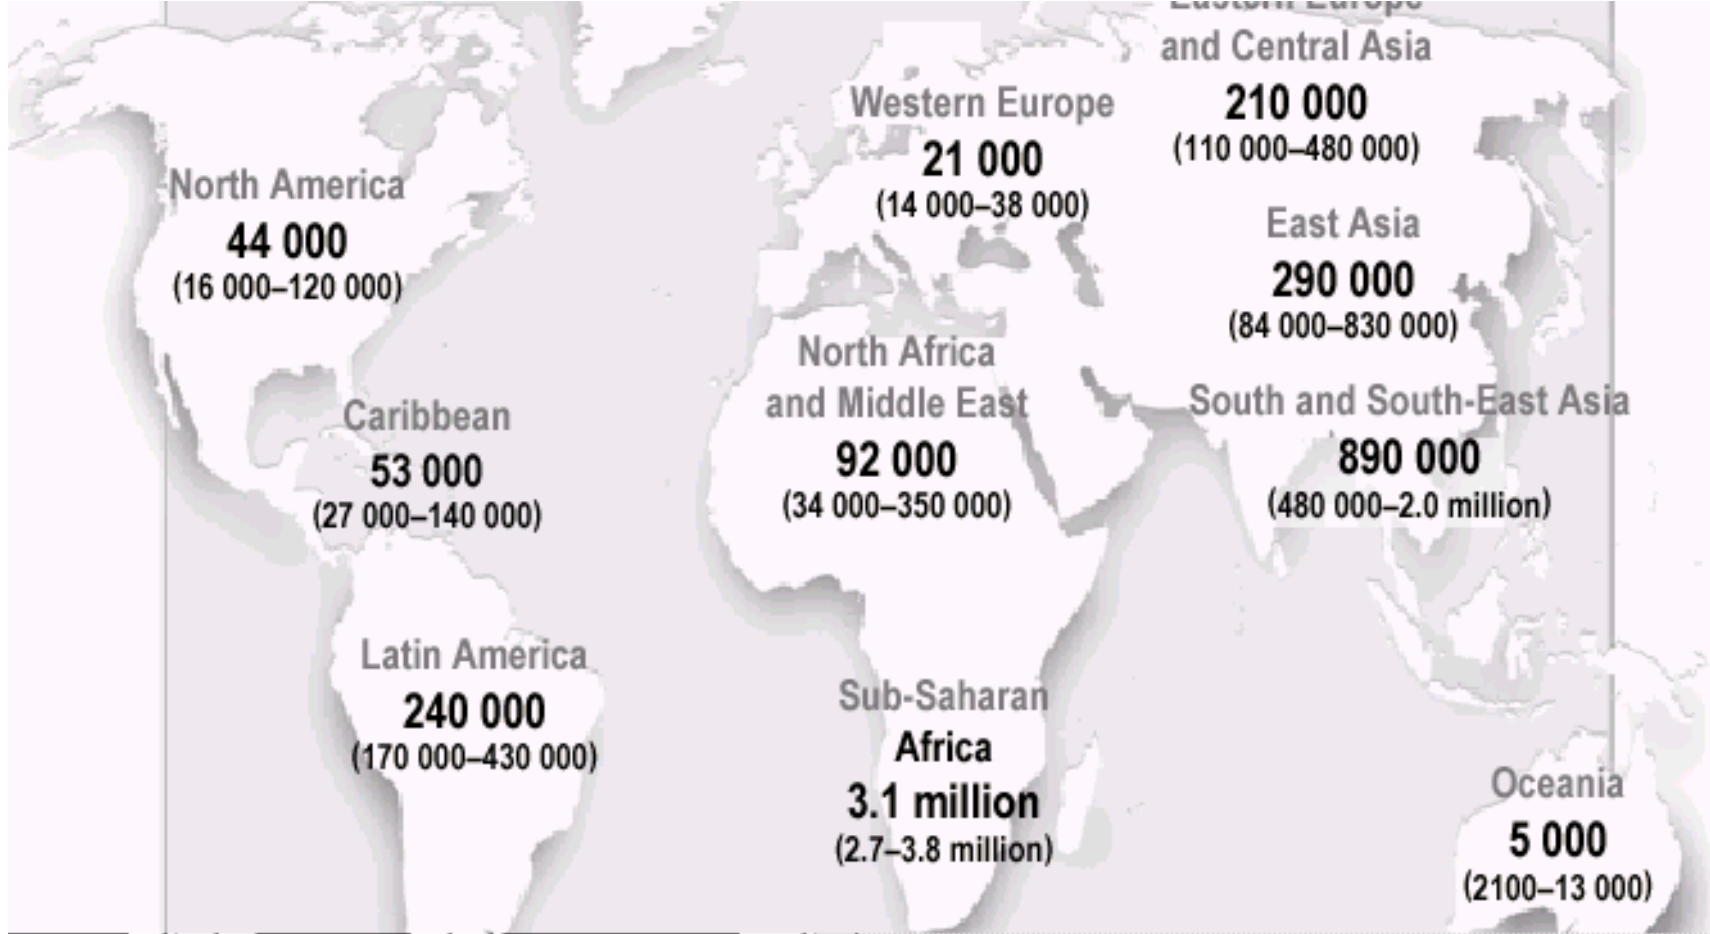 Eastern Europe
and Central Asia
210 000
(110 000–480 000)
Western Europe
21 000
(14 000–38 000)
North America
44 000
(16 000–120 000)
East Asia
290 000
(84 000–830 000)
North Africa
and Middle East
92 000
(34 000–350 000)
South and South-East Asia
890 000
(480 000–2.0 million)
Caribbean
53 000
(27 000–140 000)
Latin America
240 000
(170 000–430 000)
Sub-Saharan
Africa
3.1 million
(2.7–3.8 million)
Oceania
5 000
(2100–13 000)